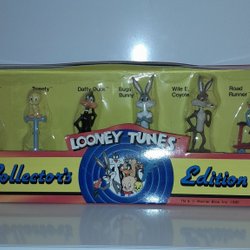 Tweety
Daffy Duck
Bugs
Bunny
Wile E.
Coyote
Road
Runner
LOONEY TUNES
Collector's
Edition